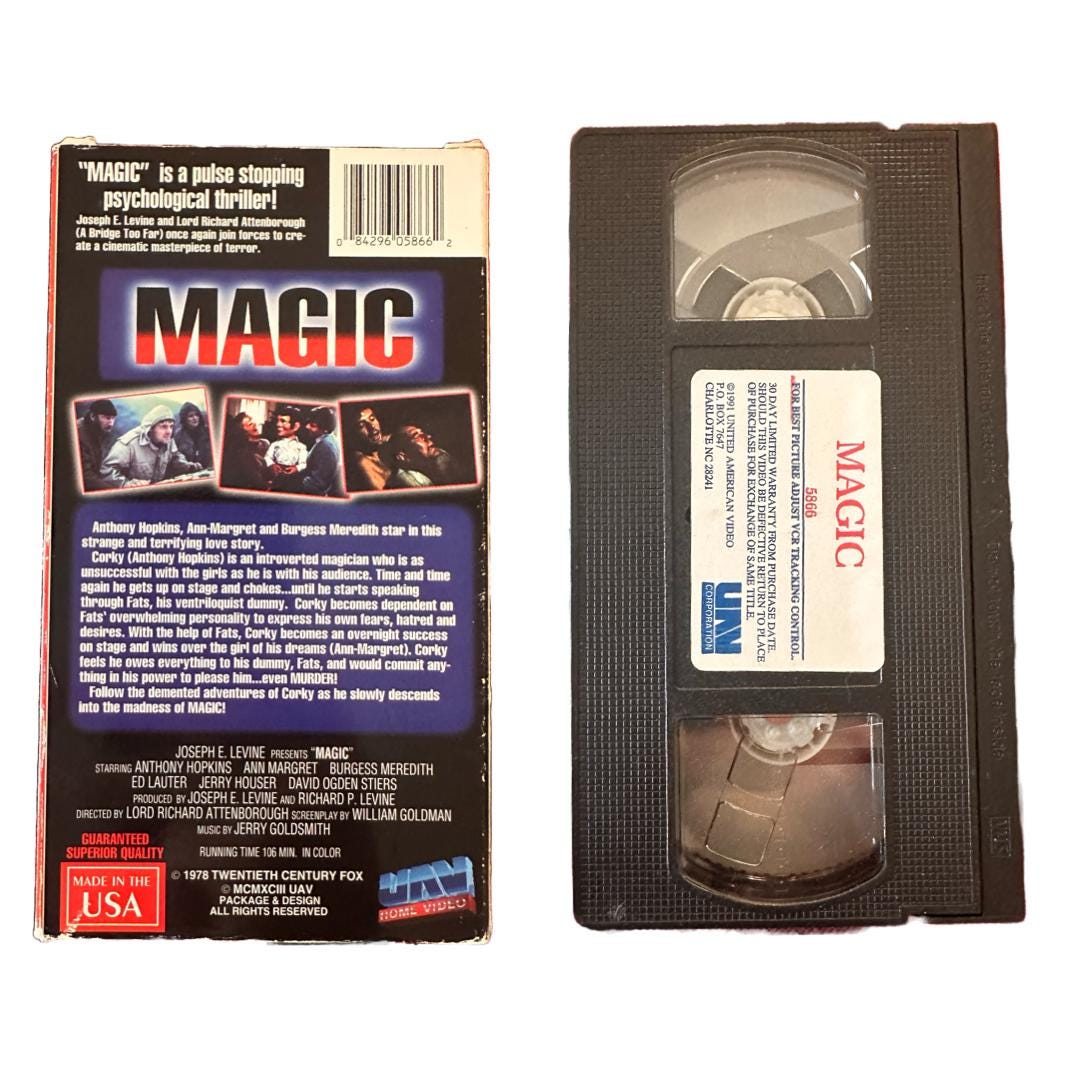 "MAGIC" is a pulse stopping
psychological thriller!
Joseph E. Levine and Lord Richard Attenborough
(A Bridge Too Far) once again join forces to cre-
ate a cinematic masterpiece of terror.
0 84296 05866 2
MAGIC
Anthony Hopkins, Ann-Margret and Burgess Meredith star in this
strange and terrifying love story.
Corky (Anthony Hopkins) is an introverted magician who is as
unsuccessful with the girls as he is with his audience. Time and time
again he gets up on stage and chokes...until he starts speaking
through Fats, his ventriloquist dummy. Corky becomes dependent on
Fats' overwhelming personality to express his own fears, hatred and
desires. With the help of Fats, Corky becomes an overnight success
on stage and wins over the girl of his dreams (Ann-Margret). Corky
feels he owes everything to his dummy, Fats, and would commit any-
thing in his power to please him...even MURDER!
Follow the demented adventures of Corky as he slowly descends
into the madness of MAGIC!
JOSEPH E. LEVINE PRESENTS "MAGIC"
STARRING ANTHONY HOPKINS ANN MARGRET BURGESS MEREDITH
ED LAUTER JERRY HOUSER DAVID OGDEN STIERS
PRODUCED BY JOSEPH E. LEVINE AND RICHARD P. LEVINE
DIRECTED BY LORD RICHARD ATTENBOROUGH SCREENPLAY BY WILLIAM GOLDMAN
MUSIC BY JERRY GOLDSMITH
GUARANTEED
SUPERIOR QUALITY
RUNNING TIME 106 MIN. IN COLOR
MADE IN THE
USA
© 1978 TWENTIETH CENTURY FOX
© MCMXCIII UAV
PACKAGE & DESIGN
ALL RIGHTS RESERVED
UAV
HOME VIDEO
MAGIC
5866
FOR BEST PICTURE ADJUST VCR TRACKING CONTROL.
30 DAY LIMITED WARRANTY FROM PURCHASE DATE.
SHOULD THIS VIDEO BE DEFECTIVE RETURN TO PLACE
OF PURCHASE FOR EXCHANGE OF SAME TITLE.
©1991 UNITED AMERICAN VIDEO
P.O. BOX 7647
CHARLOTTE NC 28241
UAV
CORPORATION
VHS